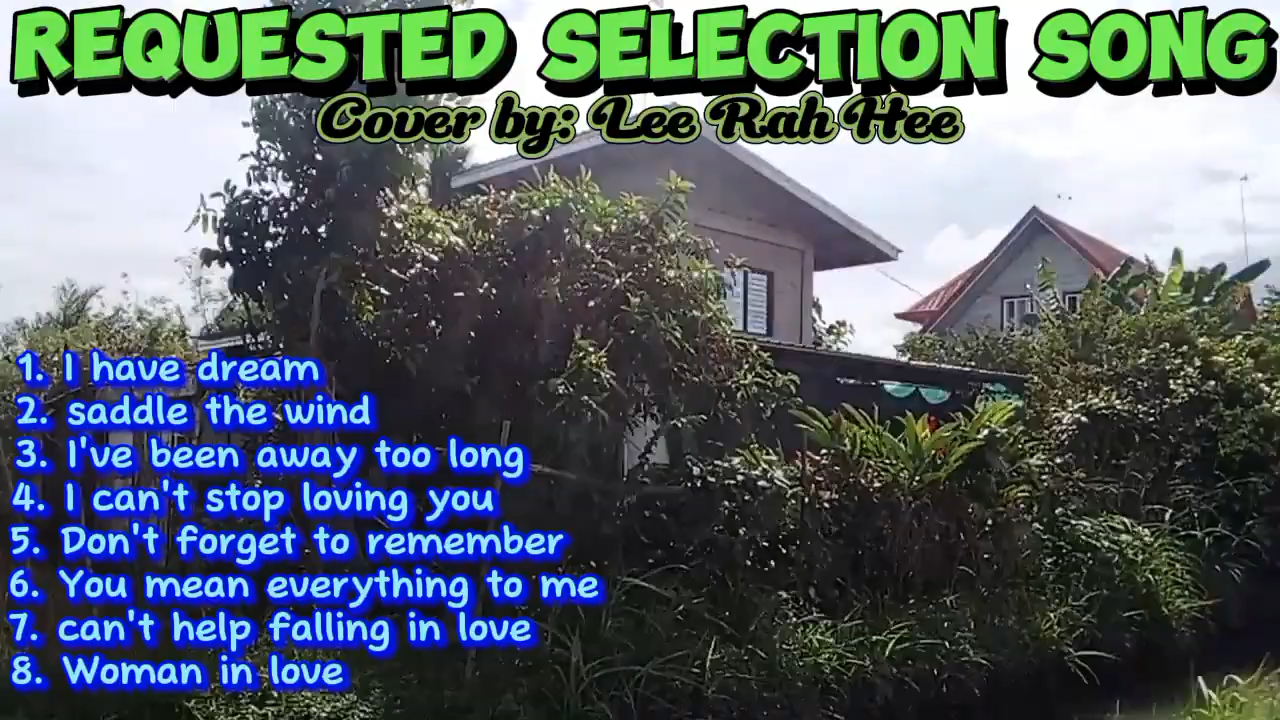 REQUESTED SELECTION SONG
Cover by: Lee Rah Hee
1. I have dream
2. saddle the wind
3. I've been away too long
4. I can't stop loving you
5. Don't forget to remember
6. You mean everything to me
7. can't help falling in love
8. Woman in love